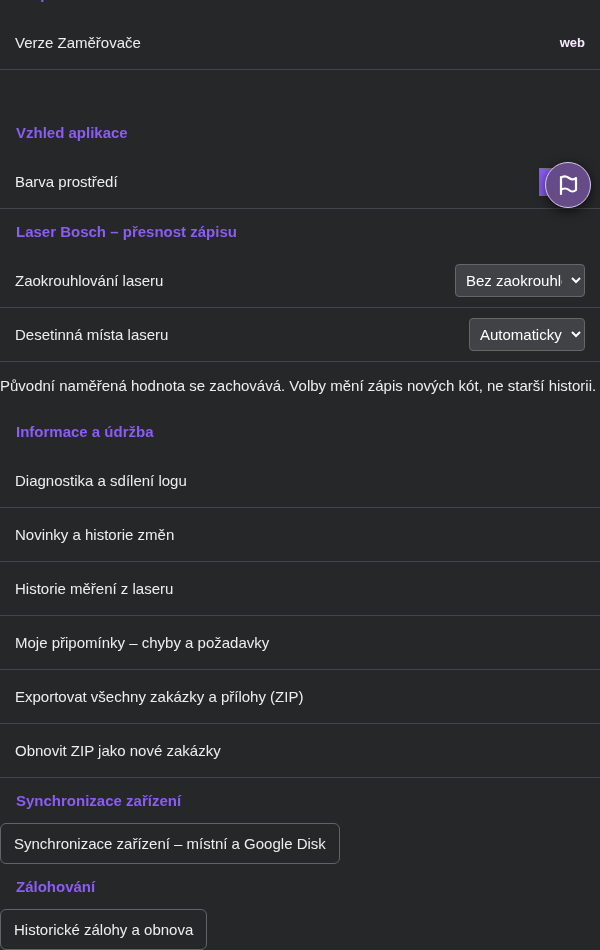 Verze Zaměřovače
web
Vzhled aplikace
Barva prostředí
Laser Bosch – přesnost zápisu
Zaokrouhlování laseru
Bez zaokrouhl
Desetinná místa laseru
Automaticky
Původní naměřená hodnota se zachovává. Volby mění zápis nových kót, ne starší historii.
Informace a údržba
Diagnostika a sdílení logu
Novinky a historie změn
Historie měření z laseru
Moje připomínky – chyby a požadavky
Exportovat všechny zakázky a přílohy (ZIP)
Obnovit ZIP jako nové zakázky
Synchronizace zařízení
Synchronizace zařízení – místní a Google Disk
Zálohování
Historické zálohy a obnova